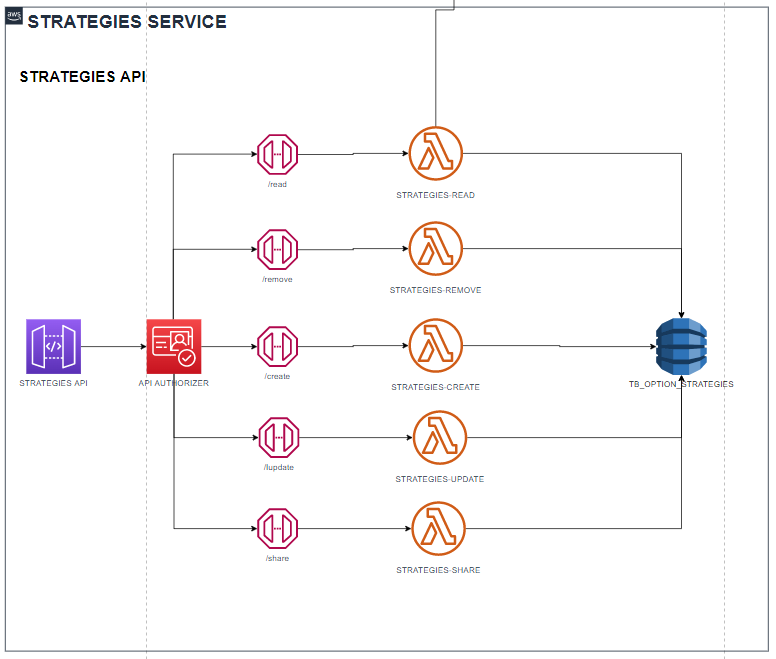 aws
STRATEGIES SERVICE
STRATEGIES API
/read
STRATEGIES-READ
/remove
STRATEGIES-REMOVE
STRATEGIES API
API AUTHORIZER
/create
STRATEGIES-CREATE
TB_OPTION_STRATEGIES
/lupdate
STRATEGIES-UPDATE
/share
STRATEGIES-SHARE